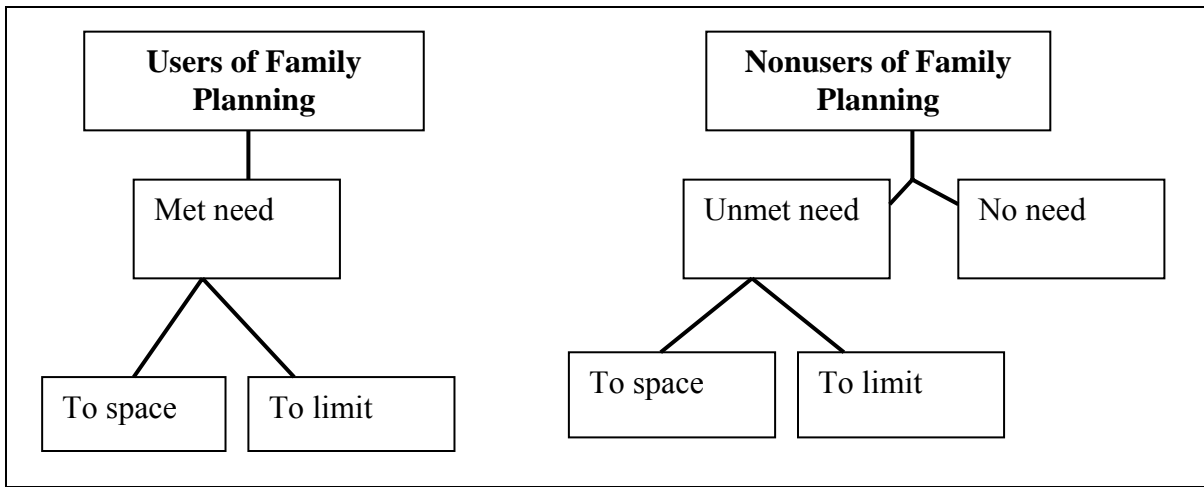 Users of Family
Planning
Nonusers of Family
Planning
Met need
Unmet need
No need
To space
To limit
To space
To limit